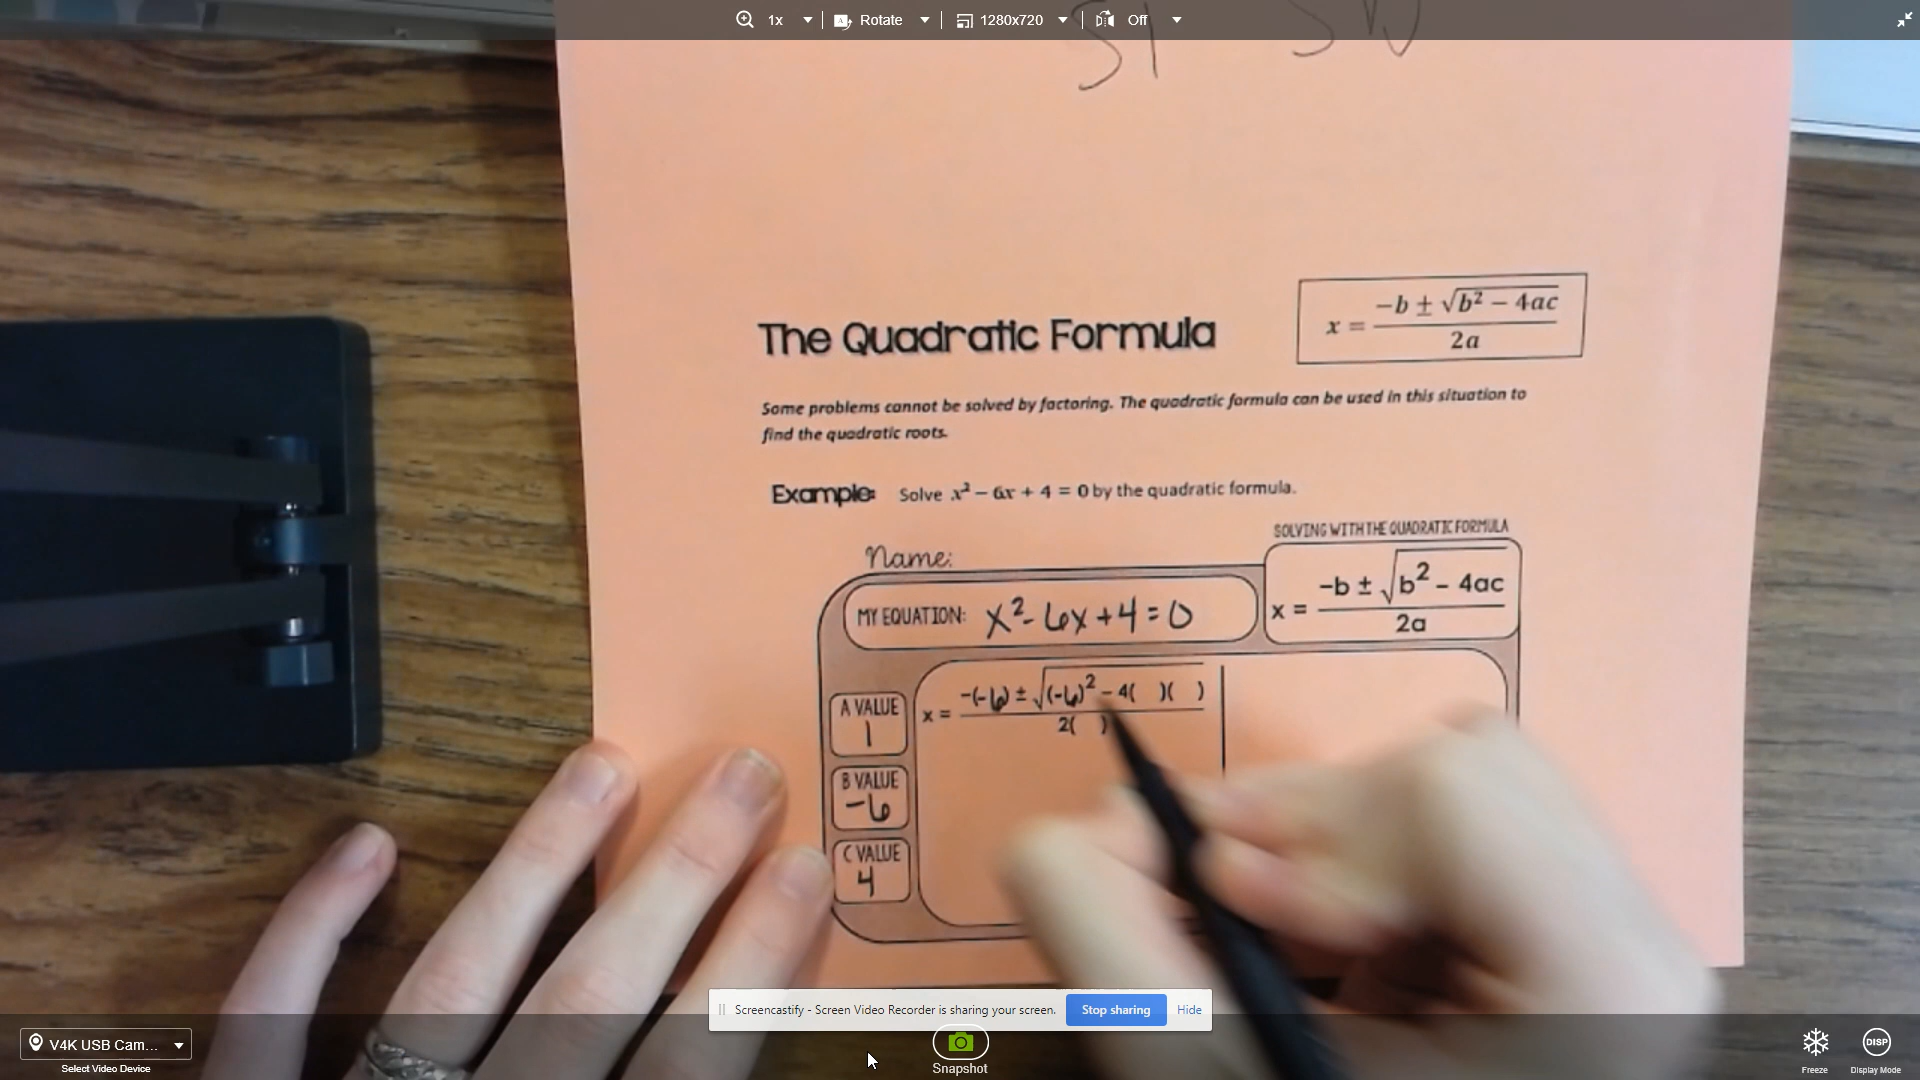 1x Rotate 1280x720 Off
The Quadratic Formula
x = −b ± √b² − 4ac / 2a
Some problems cannot be solved by factoring. The quadratic formula can be used in this situation to
find the quadratic roots.
Example: Solve x² − 6x + 4 = 0 by the quadratic formula.
SOLVING WITH THE QUADRATIC FORMULA
Name:
MY EQUATION: x² - 6x + 4 = 0
x = -b ± √b² - 4ac / 2a
A VALUE
1
x = -(-6) ± √(-6)² - 4( )( ) / 2( )
B VALUE
-6
C VALUE
4
Screencastify - Screen Video Recorder is sharing your screen. Stop sharing Hide
V4K USB Cam...
Select Video Device
Snapshot
Freeze
DISP
Display Mode